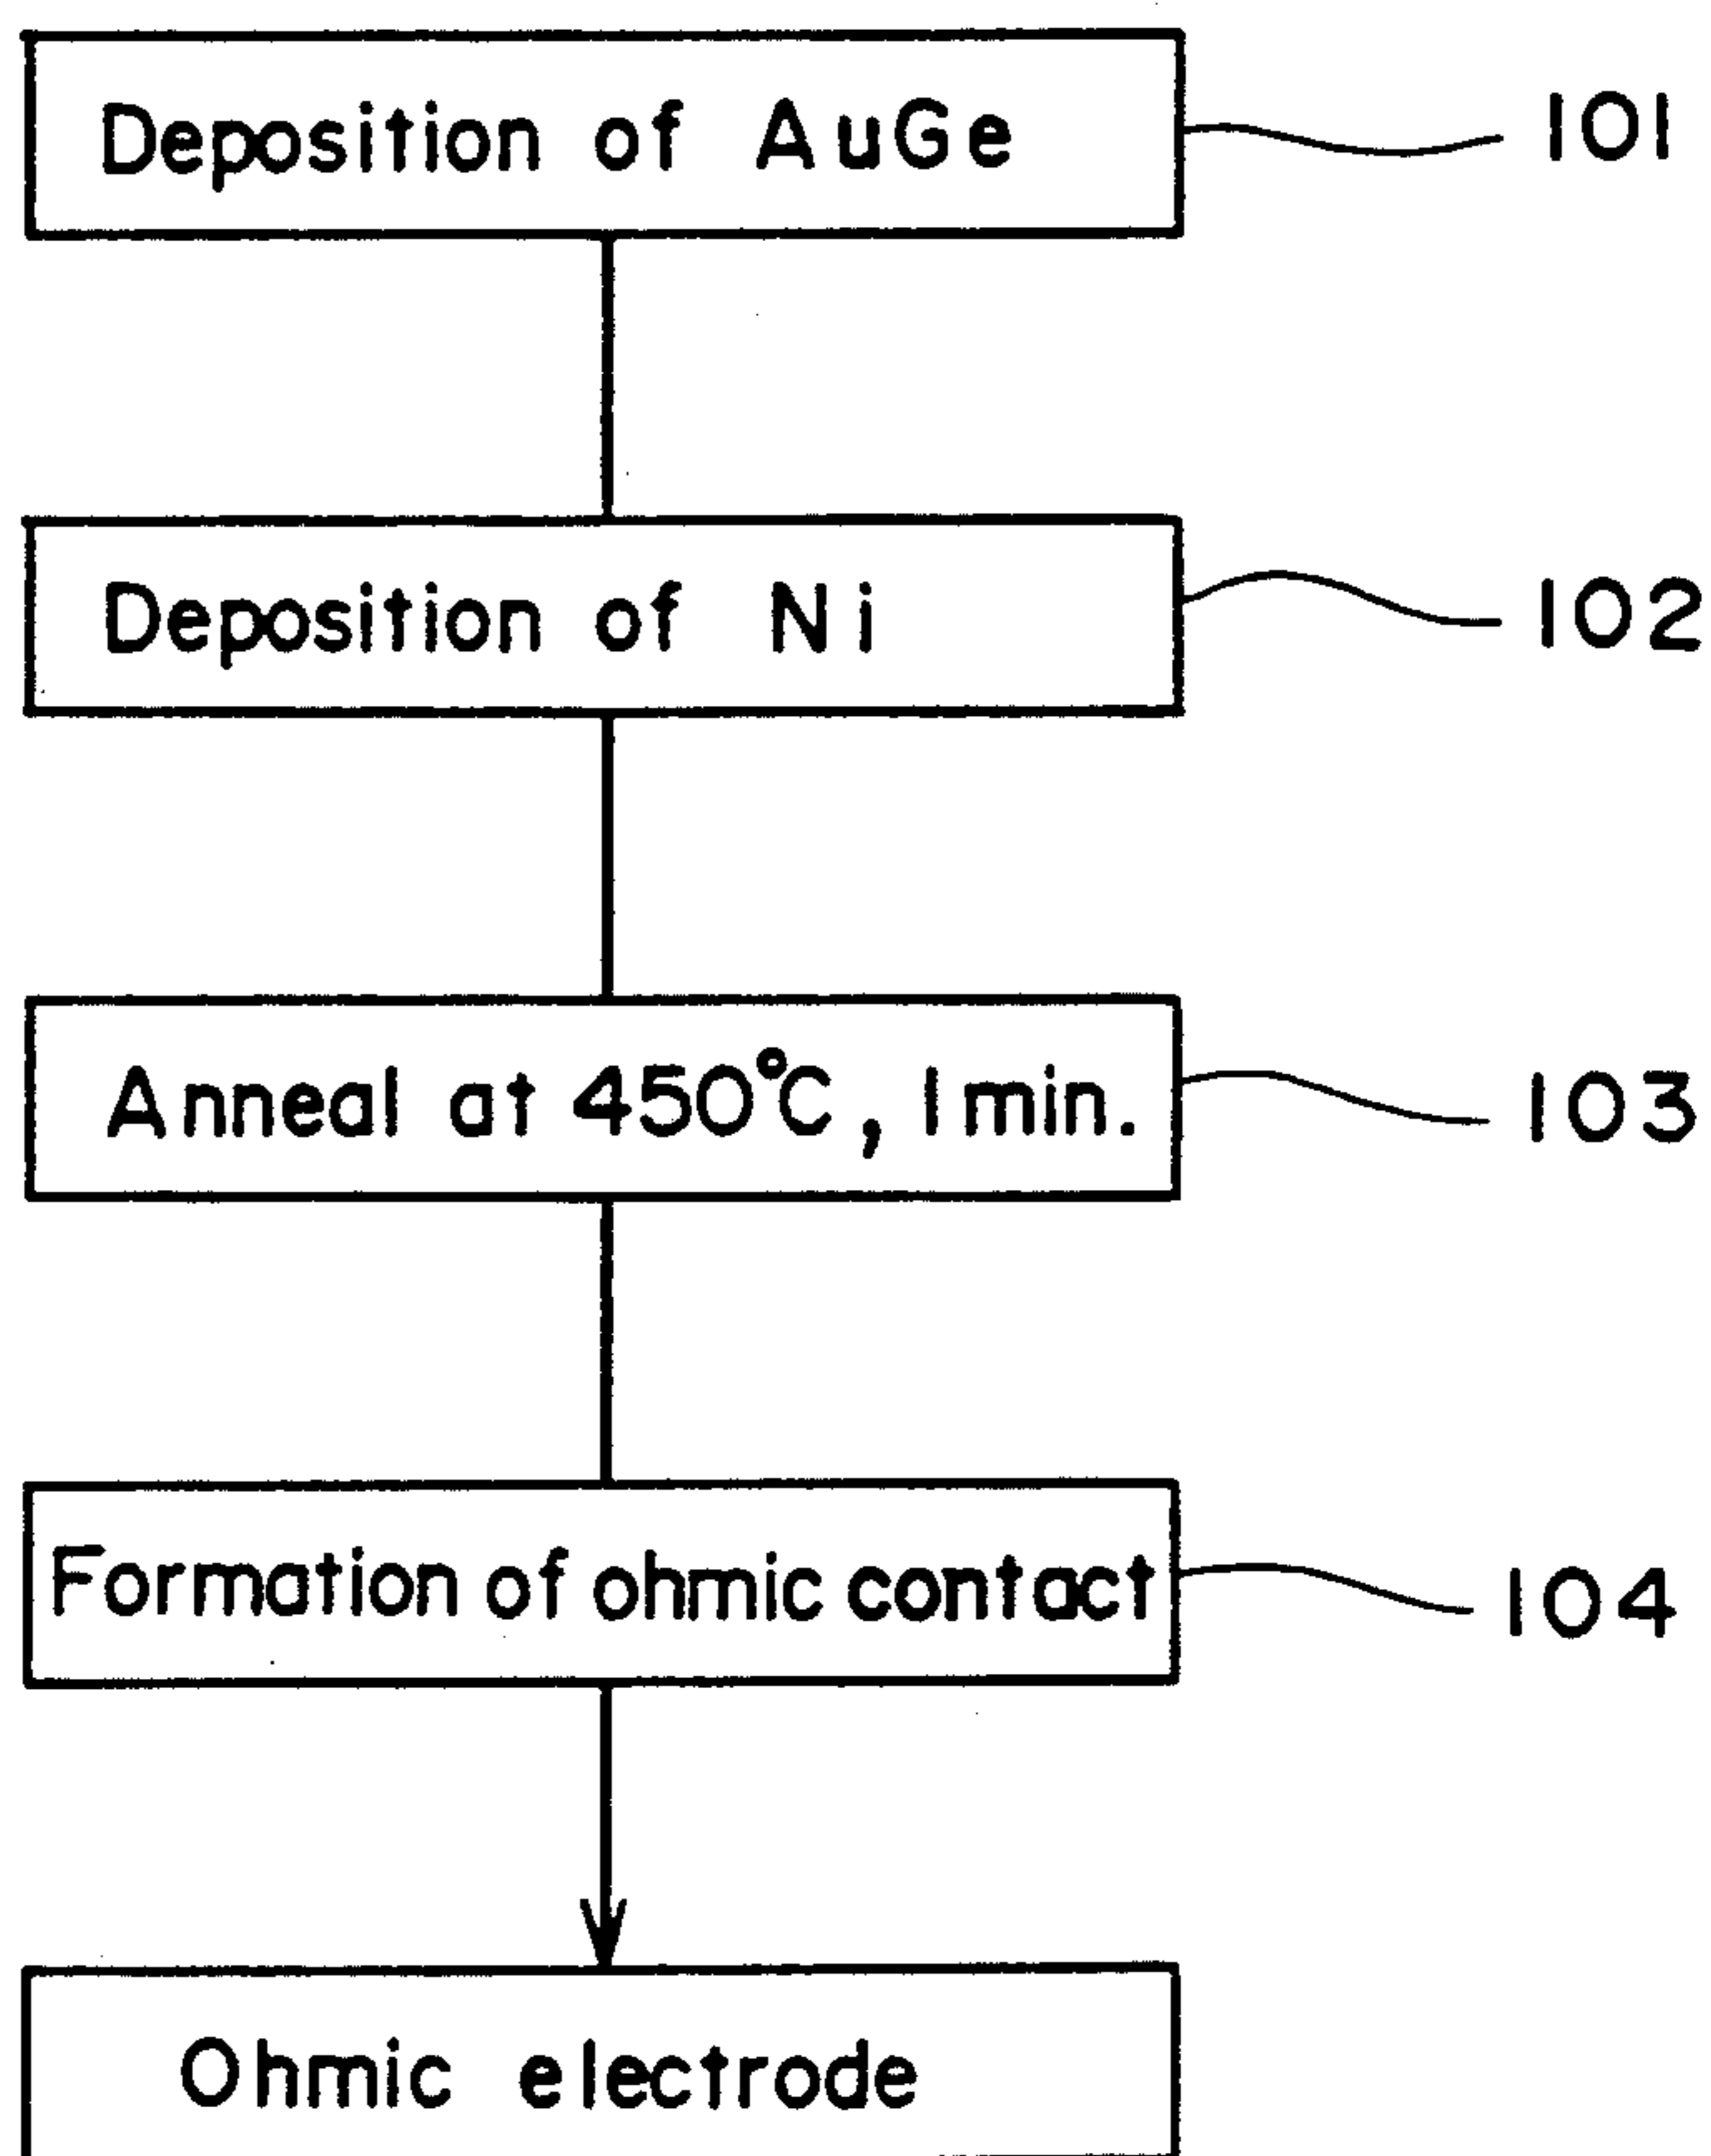 Deposition of AuGe 101
Deposition of Ni 102
Anneal at 450°C, 1 min. 103
Formation of ohmic contact 104
Ohmic electrode